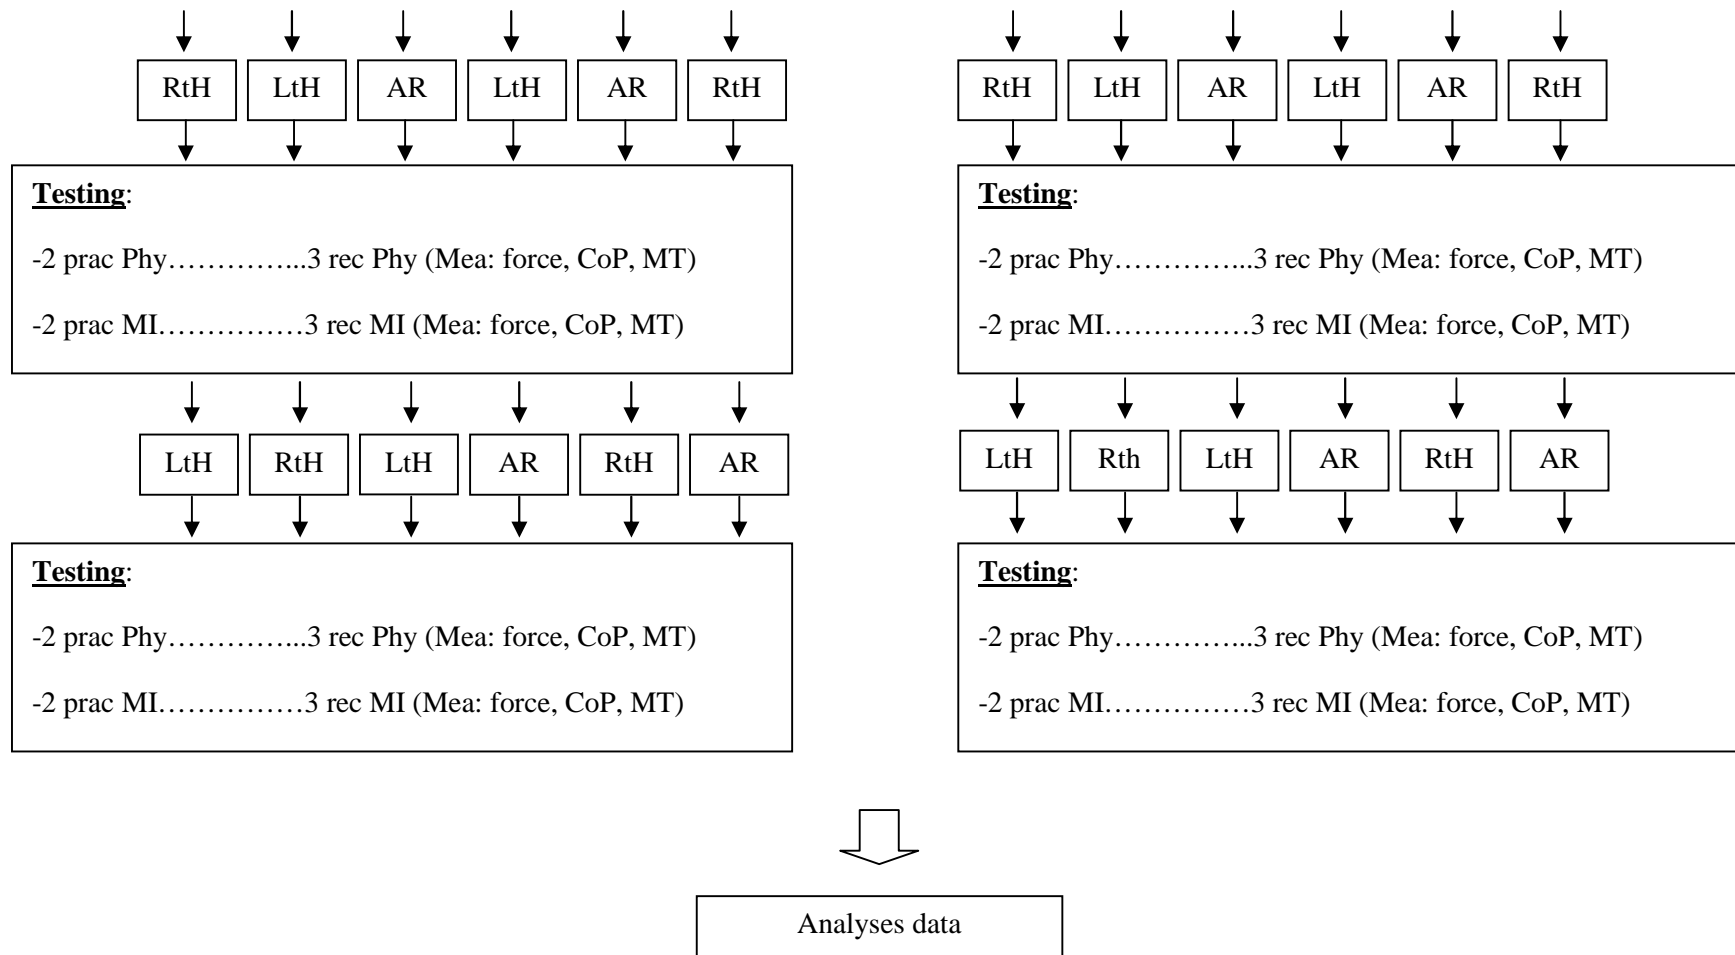 RtH LtH AR LtH AR RtH
RtH LtH AR LtH AR RtH
Testing:
-2 prac Phy…………...3 rec Phy (Mea: force, CoP, MT)
-2 prac MI……………3 rec MI (Mea: force, CoP, MT)
Testing:
-2 prac Phy…………...3 rec Phy (Mea: force, CoP, MT)
-2 prac MI……………3 rec MI (Mea: force, CoP, MT)
LtH RtH LtH AR RtH AR
LtH Rth LtH AR RtH AR
Testing:
-2 prac Phy…………...3 rec Phy (Mea: force, CoP, MT)
-2 prac MI……………3 rec MI (Mea: force, CoP, MT)
Testing:
-2 prac Phy…………...3 rec Phy (Mea: force, CoP, MT)
-2 prac MI……………3 rec MI (Mea: force, CoP, MT)
Analyses data